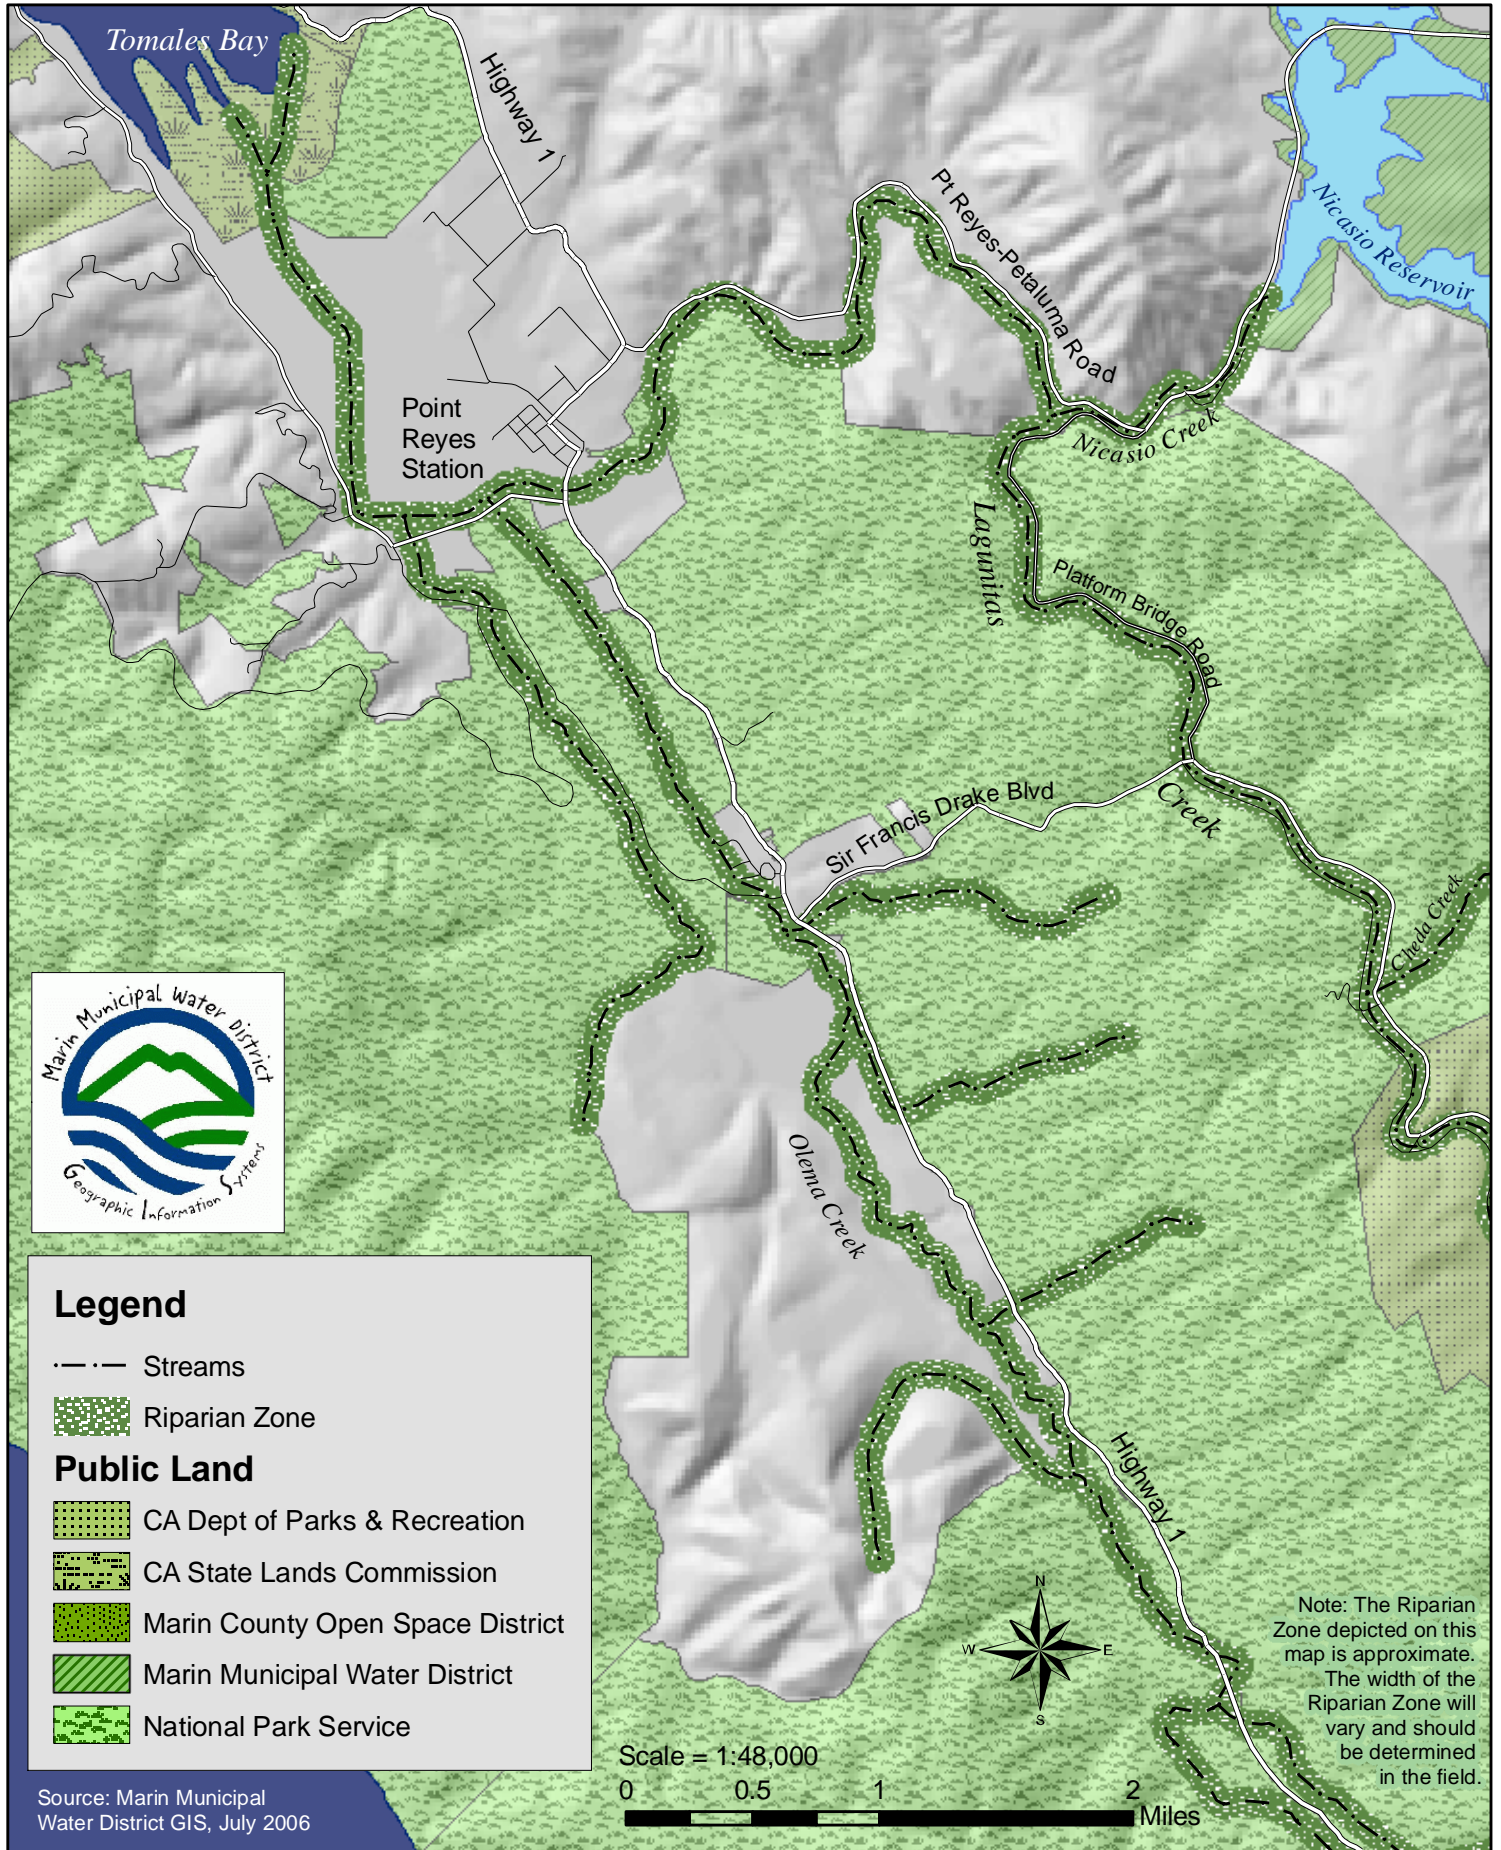 Tomales Bay
Highway 1
Pt Reyes-Petaluma Road
Nicasio Reservoir
Point
Reyes
Station
Nicasio Creek
Lagunitas
Platform Bridge Road
Creek
Sir Francis Drake Blvd
Cheda Creek
Marin Municipal Water District
Geographic Information Systems
Olema Creek
Highway 1
Legend
Streams
Riparian Zone
Public Land
CA Dept of Parks & Recreation
CA State Lands Commission
Marin County Open Space District
Marin Municipal Water District
National Park Service
Source: Marin Municipal
Water District GIS, July 2006
N
W
E
S
Scale = 1:48,000
0 0.5 1 2
Miles
Note: The Riparian
Zone depicted on this
map is approximate.
The width of the
Riparian Zone will
vary and should
be determined
in the field.